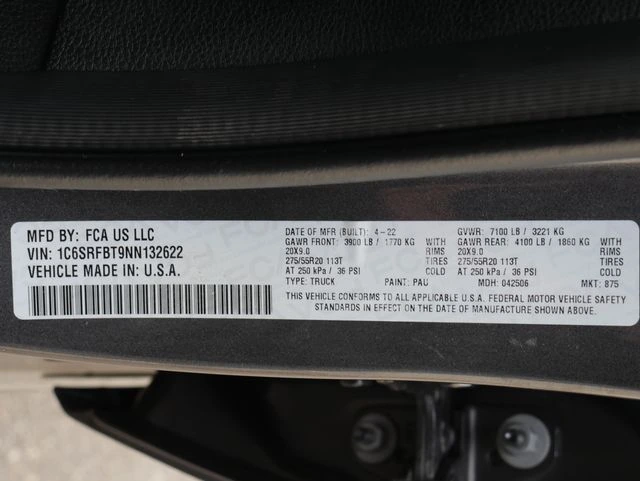 MFD BY: FCA US LLC
VIN: 1C6SRFBT9NN132622
VEHICLE MADE IN U.S.A.
DATE OF MFR (BUILT): 4-22 GVWR: 7100 LB / 3221 KG
GAWR FRONT: 3900 LB / 1770 KG WITH GAWR REAR: 4100 LB / 1860 KG WITH
20X9.0 RIMS 20X9.0 RIMS
275/55R20 113T TIRES 275/55R20 113T TIRES
AT 250 kPa / 36 PSI COLD AT 250 kPa / 36 PSI COLD
TYPE: TRUCK PAINT: PAU MDH: 042506 MKT: 875
THIS VEHICLE CONFORMS TO ALL APPLICABLE U.S.A. FEDERAL MOTOR VEHICLE SAFETY
STANDARDS IN EFFECT ON THE DATE OF MANUFACTURE SHOWN ABOVE.